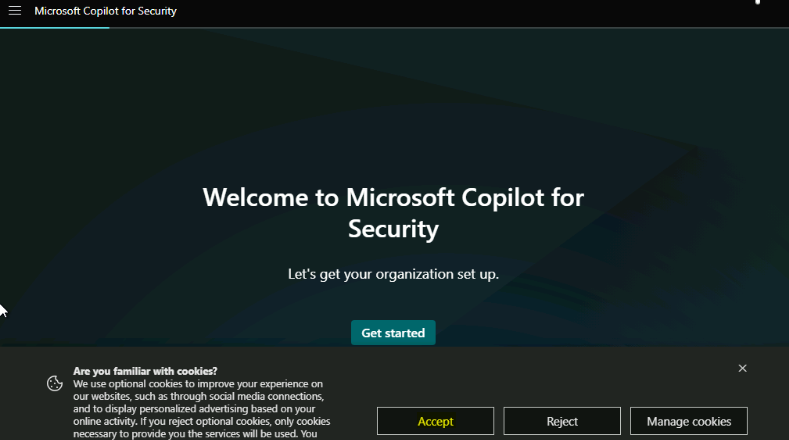 Microsoft Copilot for Security
Welcome to Microsoft Copilot for
Security
Let's get your organization set up.
Get started
Are you familiar with cookies?
We use optional cookies to improve your experience on
our websites, such as through social media connections,
and to display personalized advertising based on your
online activity. If you reject optional cookies, only cookies
necessary to provide you the services will be used. You
Accept
Reject
Manage cookies